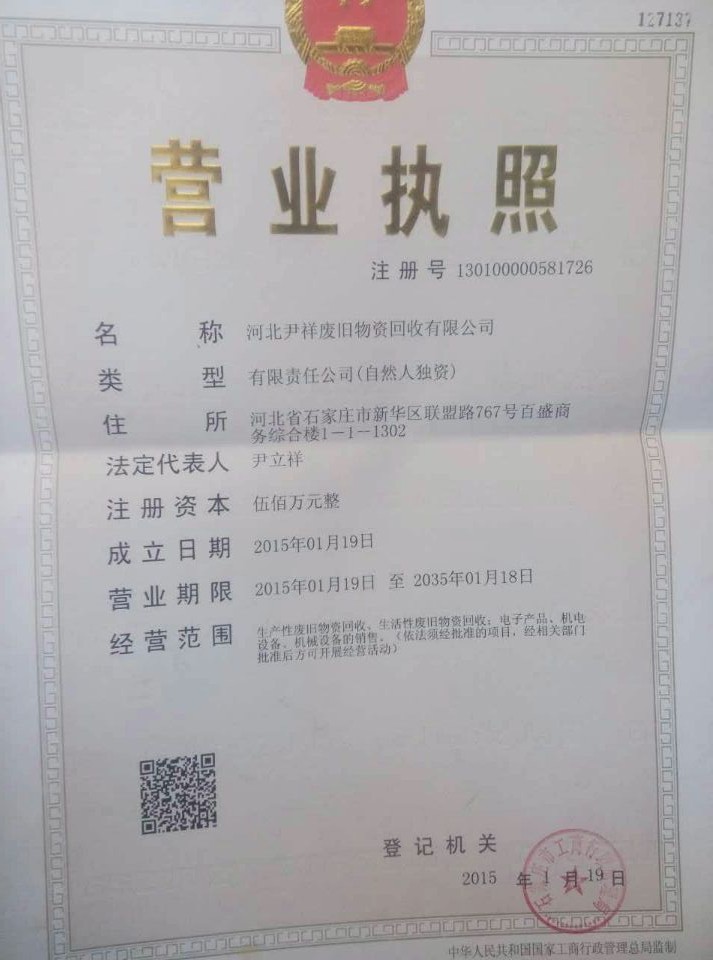 127137
营业执照
注册号 130100000581726
名称 河北尹祥废旧物资回收有限公司
类型 有限责任公司(自然人独资)
住所 河北省石家庄市新华区联盟路767号百盛商
务综合楼1-1-1302
法定代表人 尹立祥
注册资本 伍佰万元整
成立日期 2015年01月19日
营业期限 2015年01月19日 至 2035年01月18日
经营范围 生产性废旧物资回收、生活性废旧物资回收；电子产品、机电
设备、机械设备的销售。（依法须经批准的项目，经相关部门
批准后方可开展经营活动）
登记机关
2015 年 1 月 19 日
中华人民共和国国家工商行政管理总局监制